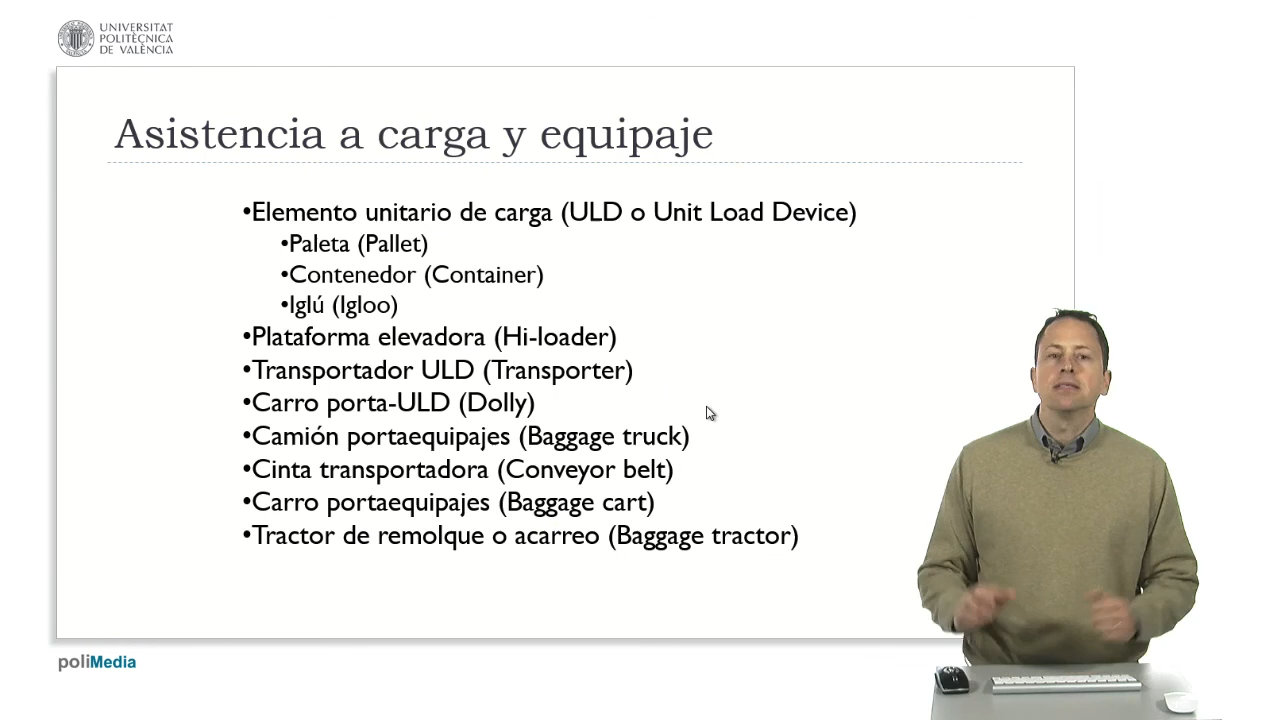 UNIVERSITAT
POLITÈCNICA
DE VALÈNCIA
Asistencia a carga y equipaje
•Elemento unitario de carga (ULD o Unit Load Device)
•Paleta (Pallet)
•Contenedor (Container)
•Iglú (Igloo)
•Plataforma elevadora (Hi-loader)
•Transportador ULD (Transporter)
•Carro porta-ULD (Dolly)
•Camión portaequipajes (Baggage truck)
•Cinta transportadora (Conveyor belt)
•Carro portaequipajes (Baggage cart)
•Tractor de remolque o acarreo (Baggage tractor)
poliMedia